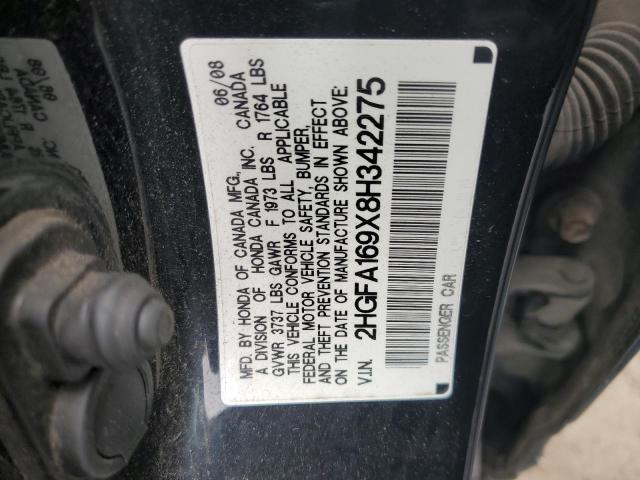 MFD. BY HONDA OF CANADA MFG., 06/08
A DIVISION OF HONDA CANADA INC. CANADA
GVWR 3737 LBS GAWR F 1973 LBS R 1764 LBS
THIS VEHICLE CONFORMS TO ALL APPLICABLE
FEDERAL MOTOR VEHICLE SAFETY, BUMPER,
AND THEFT PREVENTION STANDARDS IN EFFECT
ON THE DATE OF MANUFACTURE SHOWN ABOVE:
V.I.N. 2HGFA169X8H342275
PASSENGER CAR